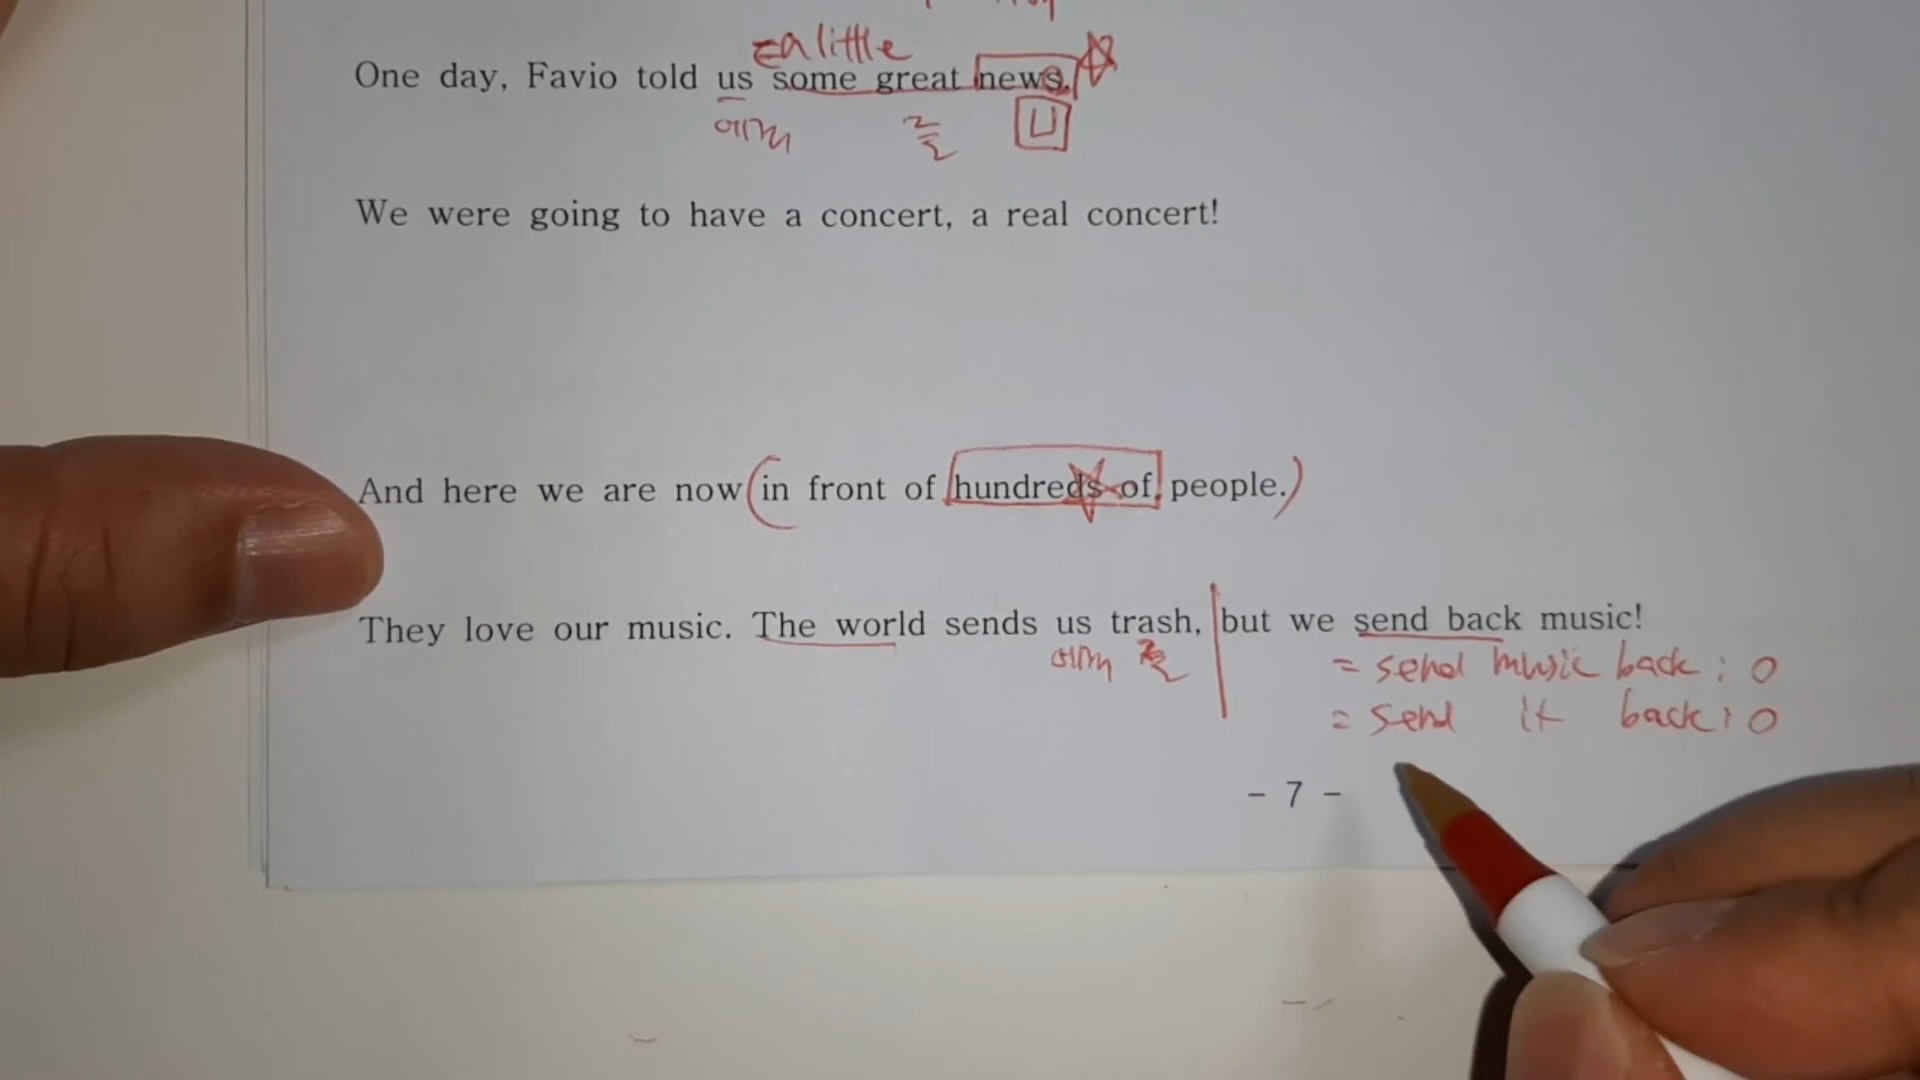 = a little
One day, Favio told us some great news.
에게 를 U
We were going to have a concert, a real concert!
And here we are now (in front of hundreds of people.)
They love our music. The world sends us trash, but we send back music!
에게 를 = send music back : O
= send it back : O
- 7 -